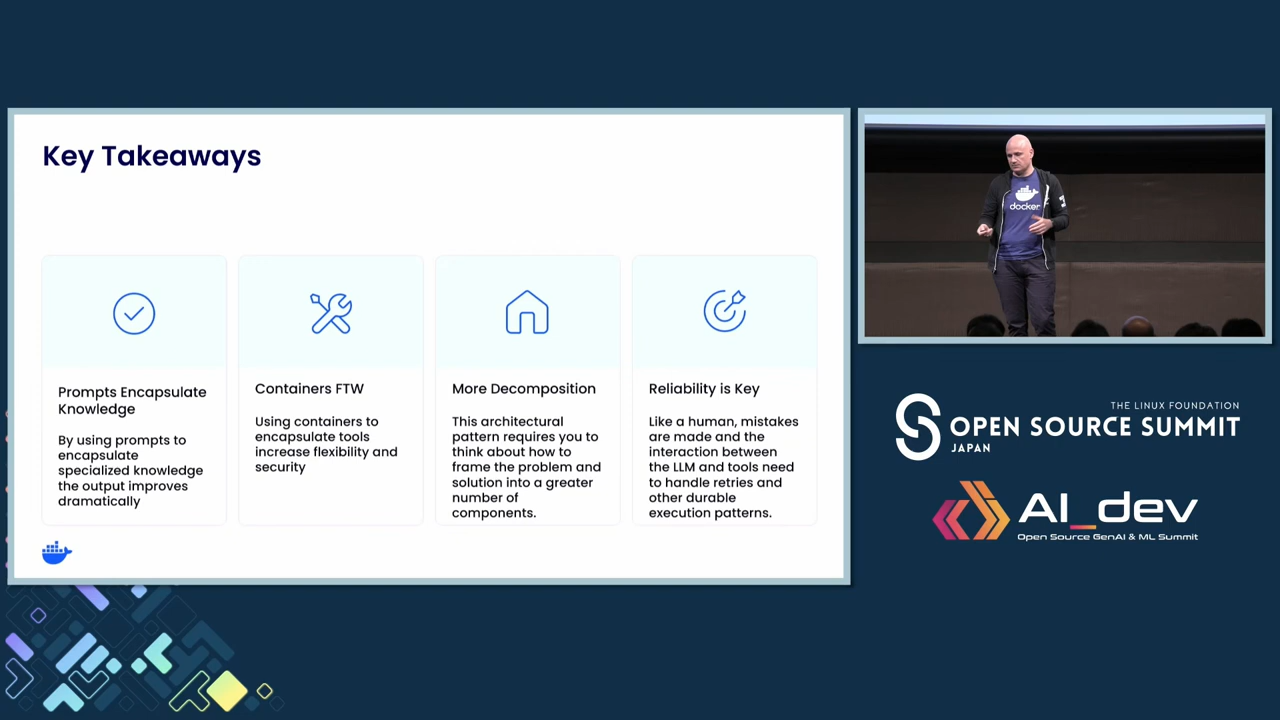 Key Takeaways
Prompts Encapsulate
Knowledge
By using prompts to
encapsulate
specialized knowledge
the output improves
dramatically
Containers FTW
Using containers to
encapsulate tools
increase flexibility and
security
More Decomposition
This architectural
pattern requires you to
think about how to
frame the problem and
solution into a greater
number of
components.
Reliability is Key
Like a human, mistakes
are made and the
interaction between
the LLM and tools need
to handle retries and
other durable
execution patterns.
docker
THE LINUX FOUNDATION
OPEN SOURCE SUMMIT
JAPAN
AI_dev
Open Source GenAI & ML Summit